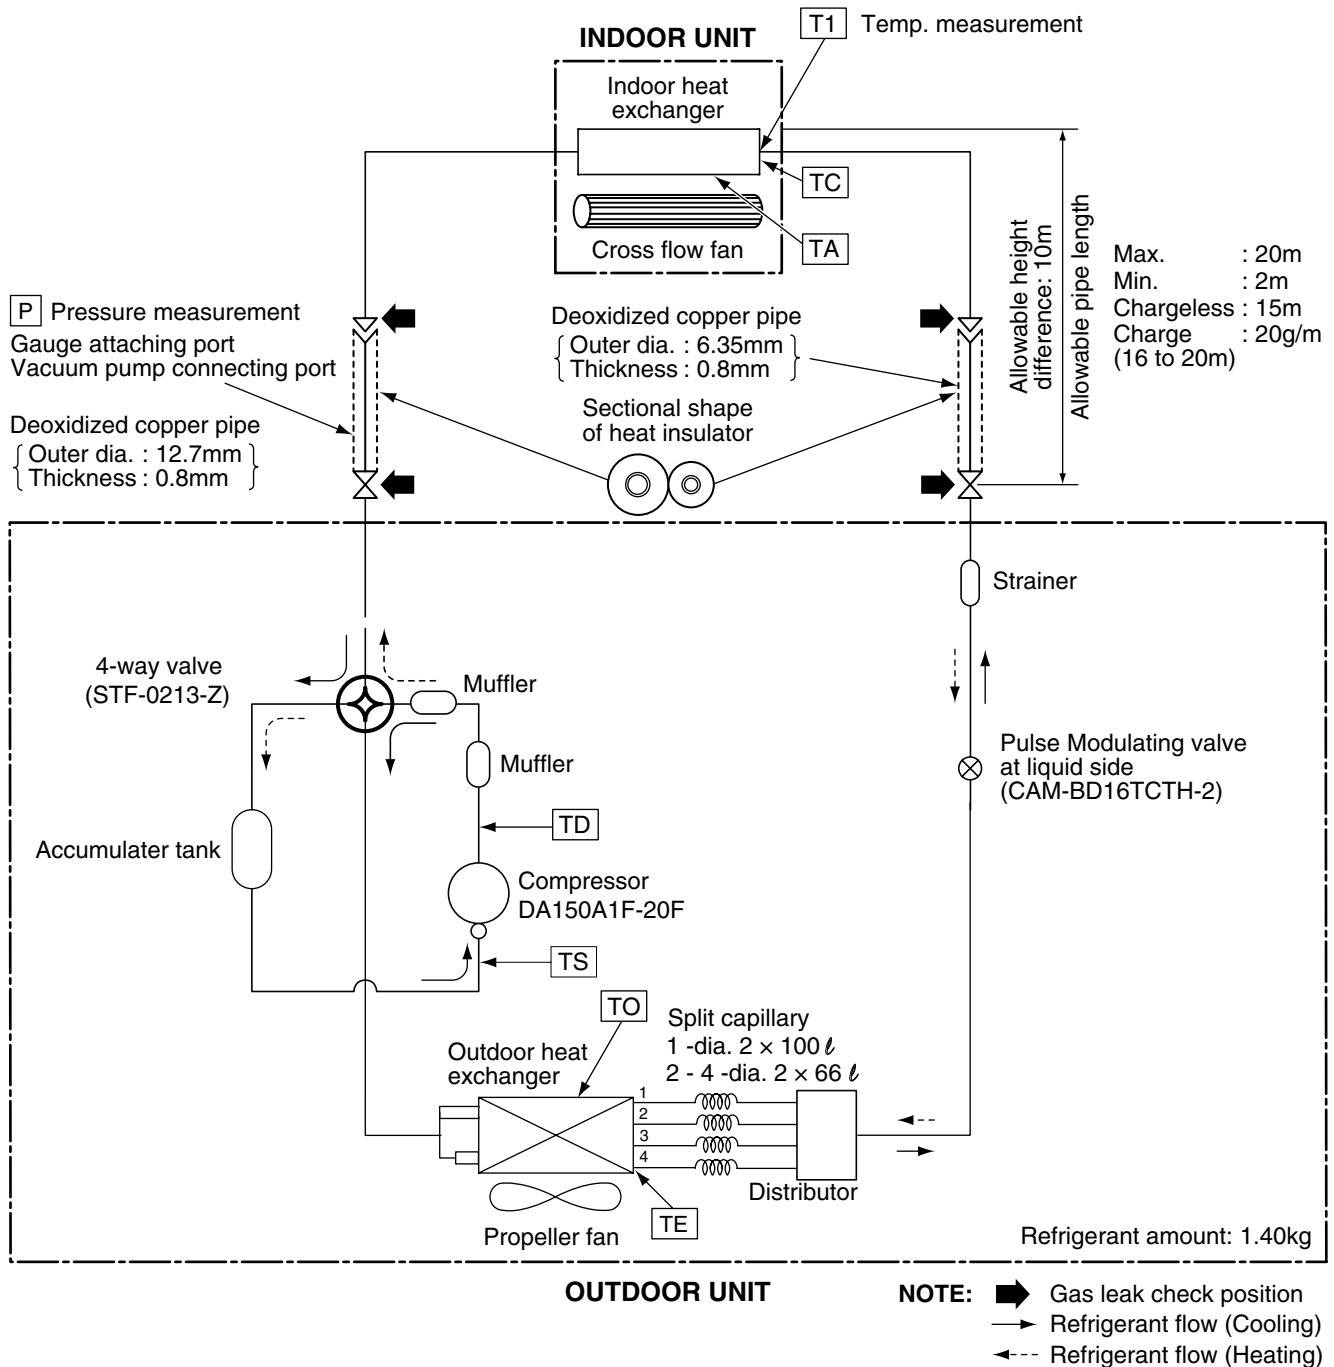 T1 Temp. measurement
INDOOR UNIT
Indoor heat
exchanger
TC
Cross flow fan
TA
Allowable height
difference: 10m
Allowable pipe length
Max. : 20m
Min. : 2m
Chargeless : 15m
Charge : 20g/m
(16 to 20m)
P Pressure measurement
Gauge attaching port
Vacuum pump connecting port
Deoxidized copper pipe
Outer dia. : 12.7mm
Thickness : 0.8mm
Deoxidized copper pipe
Outer dia. : 6.35mm
Thickness : 0.8mm
Sectional shape
of heat insulator
Strainer
4-way valve
(STF-0213-Z)
Muffler
Muffler
Pulse Modulating valve
at liquid side
(CAM-BD16TCTH-2)
TD
Accumulater tank
Compressor
DA150A1F-20F
TS
TO
Split capillary
1 -dia. 2 × 100 ℓ
2 - 4 -dia. 2 × 66 ℓ
Outdoor heat
exchanger
1
2
3
4
Distributor
TE
Propeller fan
Refrigerant amount: 1.40kg
OUTDOOR UNIT
NOTE: Gas leak check position
Refrigerant flow (Cooling)
Refrigerant flow (Heating)